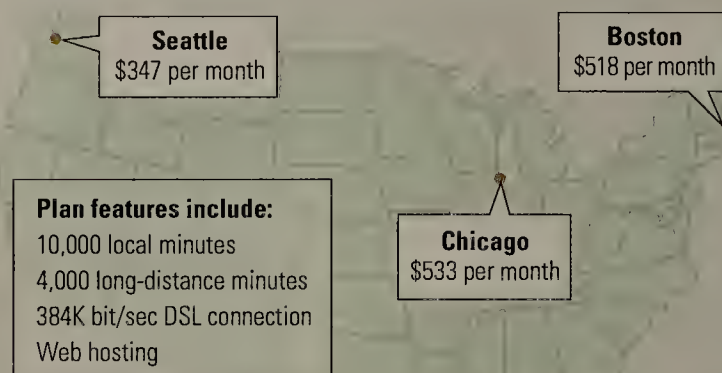 Seattle
$347 per month
Boston
$518 per month
Chicago
$533 per month
Plan features include:
10,000 local minutes
4,000 long-distance minutes
384K bit/sec DSL connection
Web hosting